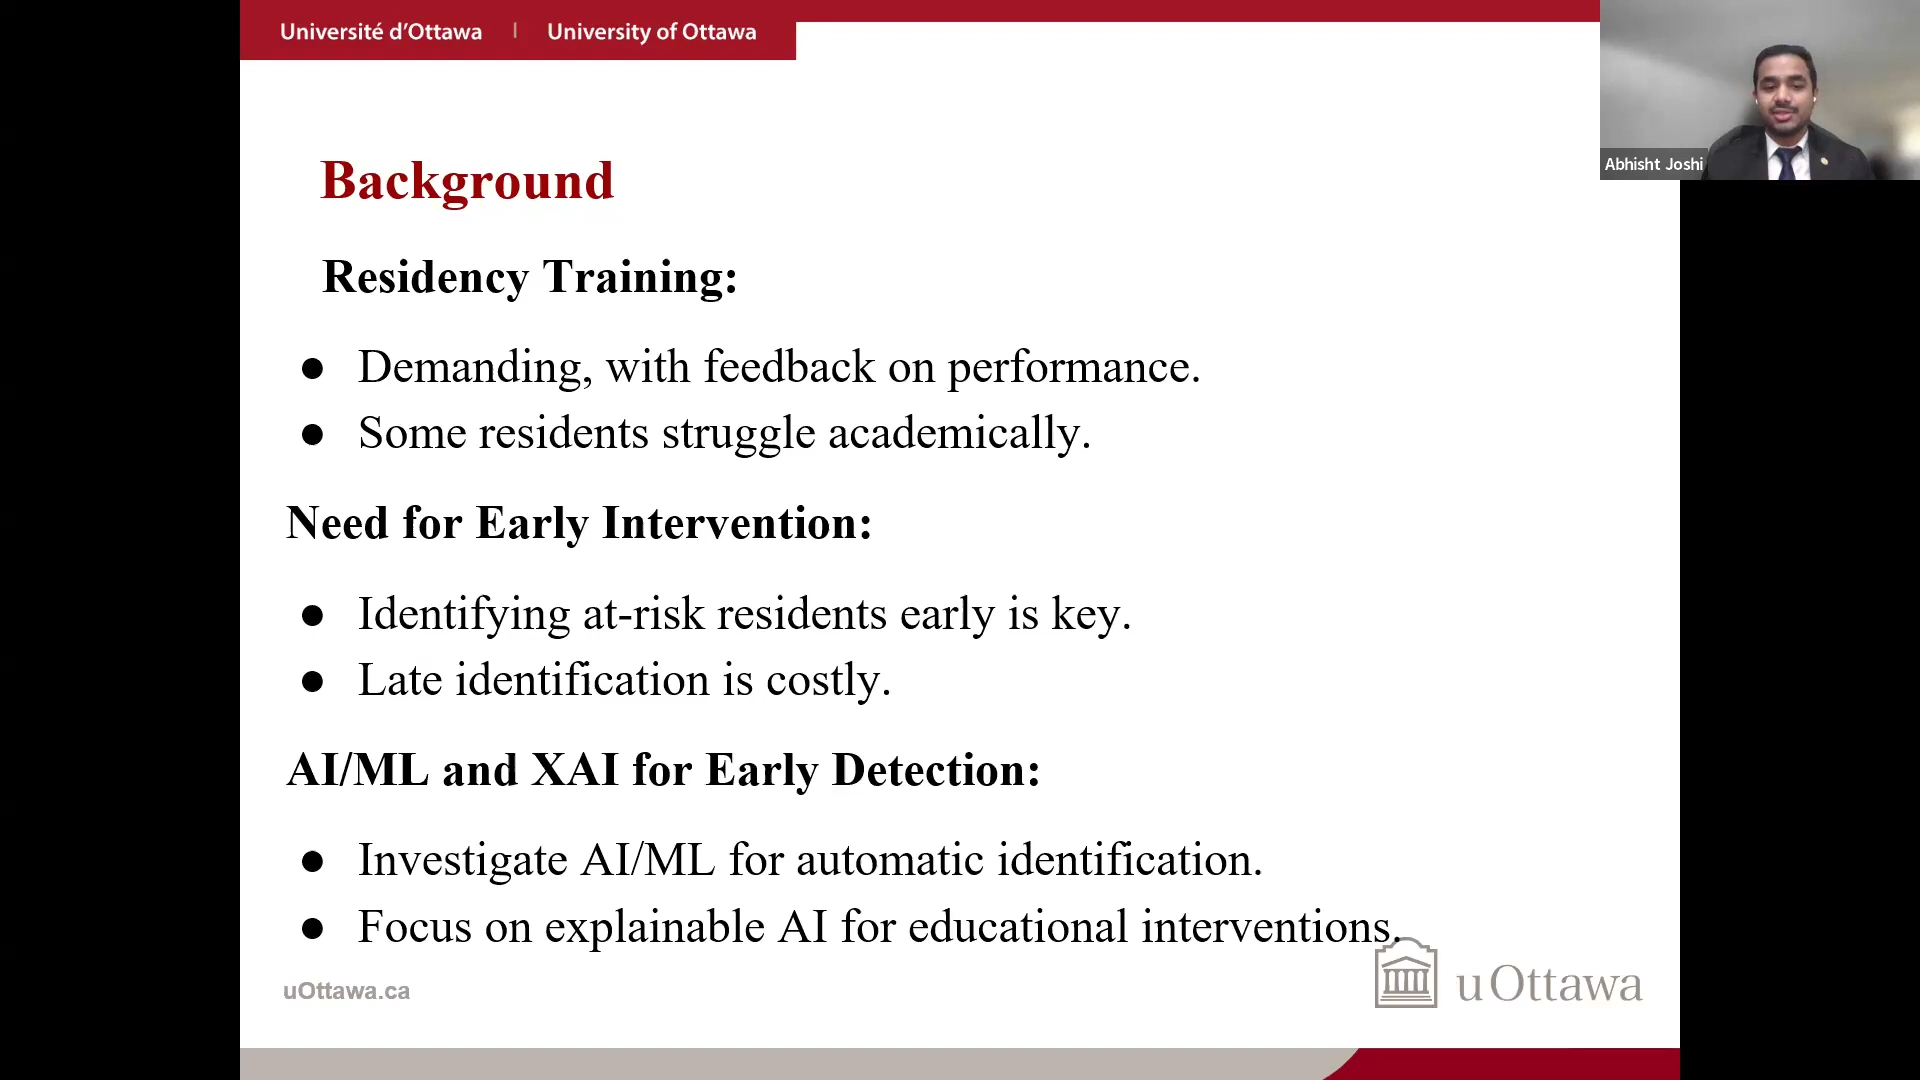 Université d'Ottawa | University of Ottawa
Abhisht Joshi
Background
Residency Training:
● Demanding, with feedback on performance.
● Some residents struggle academically.
Need for Early Intervention:
● Identifying at-risk residents early is key.
● Late identification is costly.
AI/ML and XAI for Early Detection:
● Investigate AI/ML for automatic identification.
● Focus on explainable AI for educational interventions.
uOttawa.ca
uOttawa